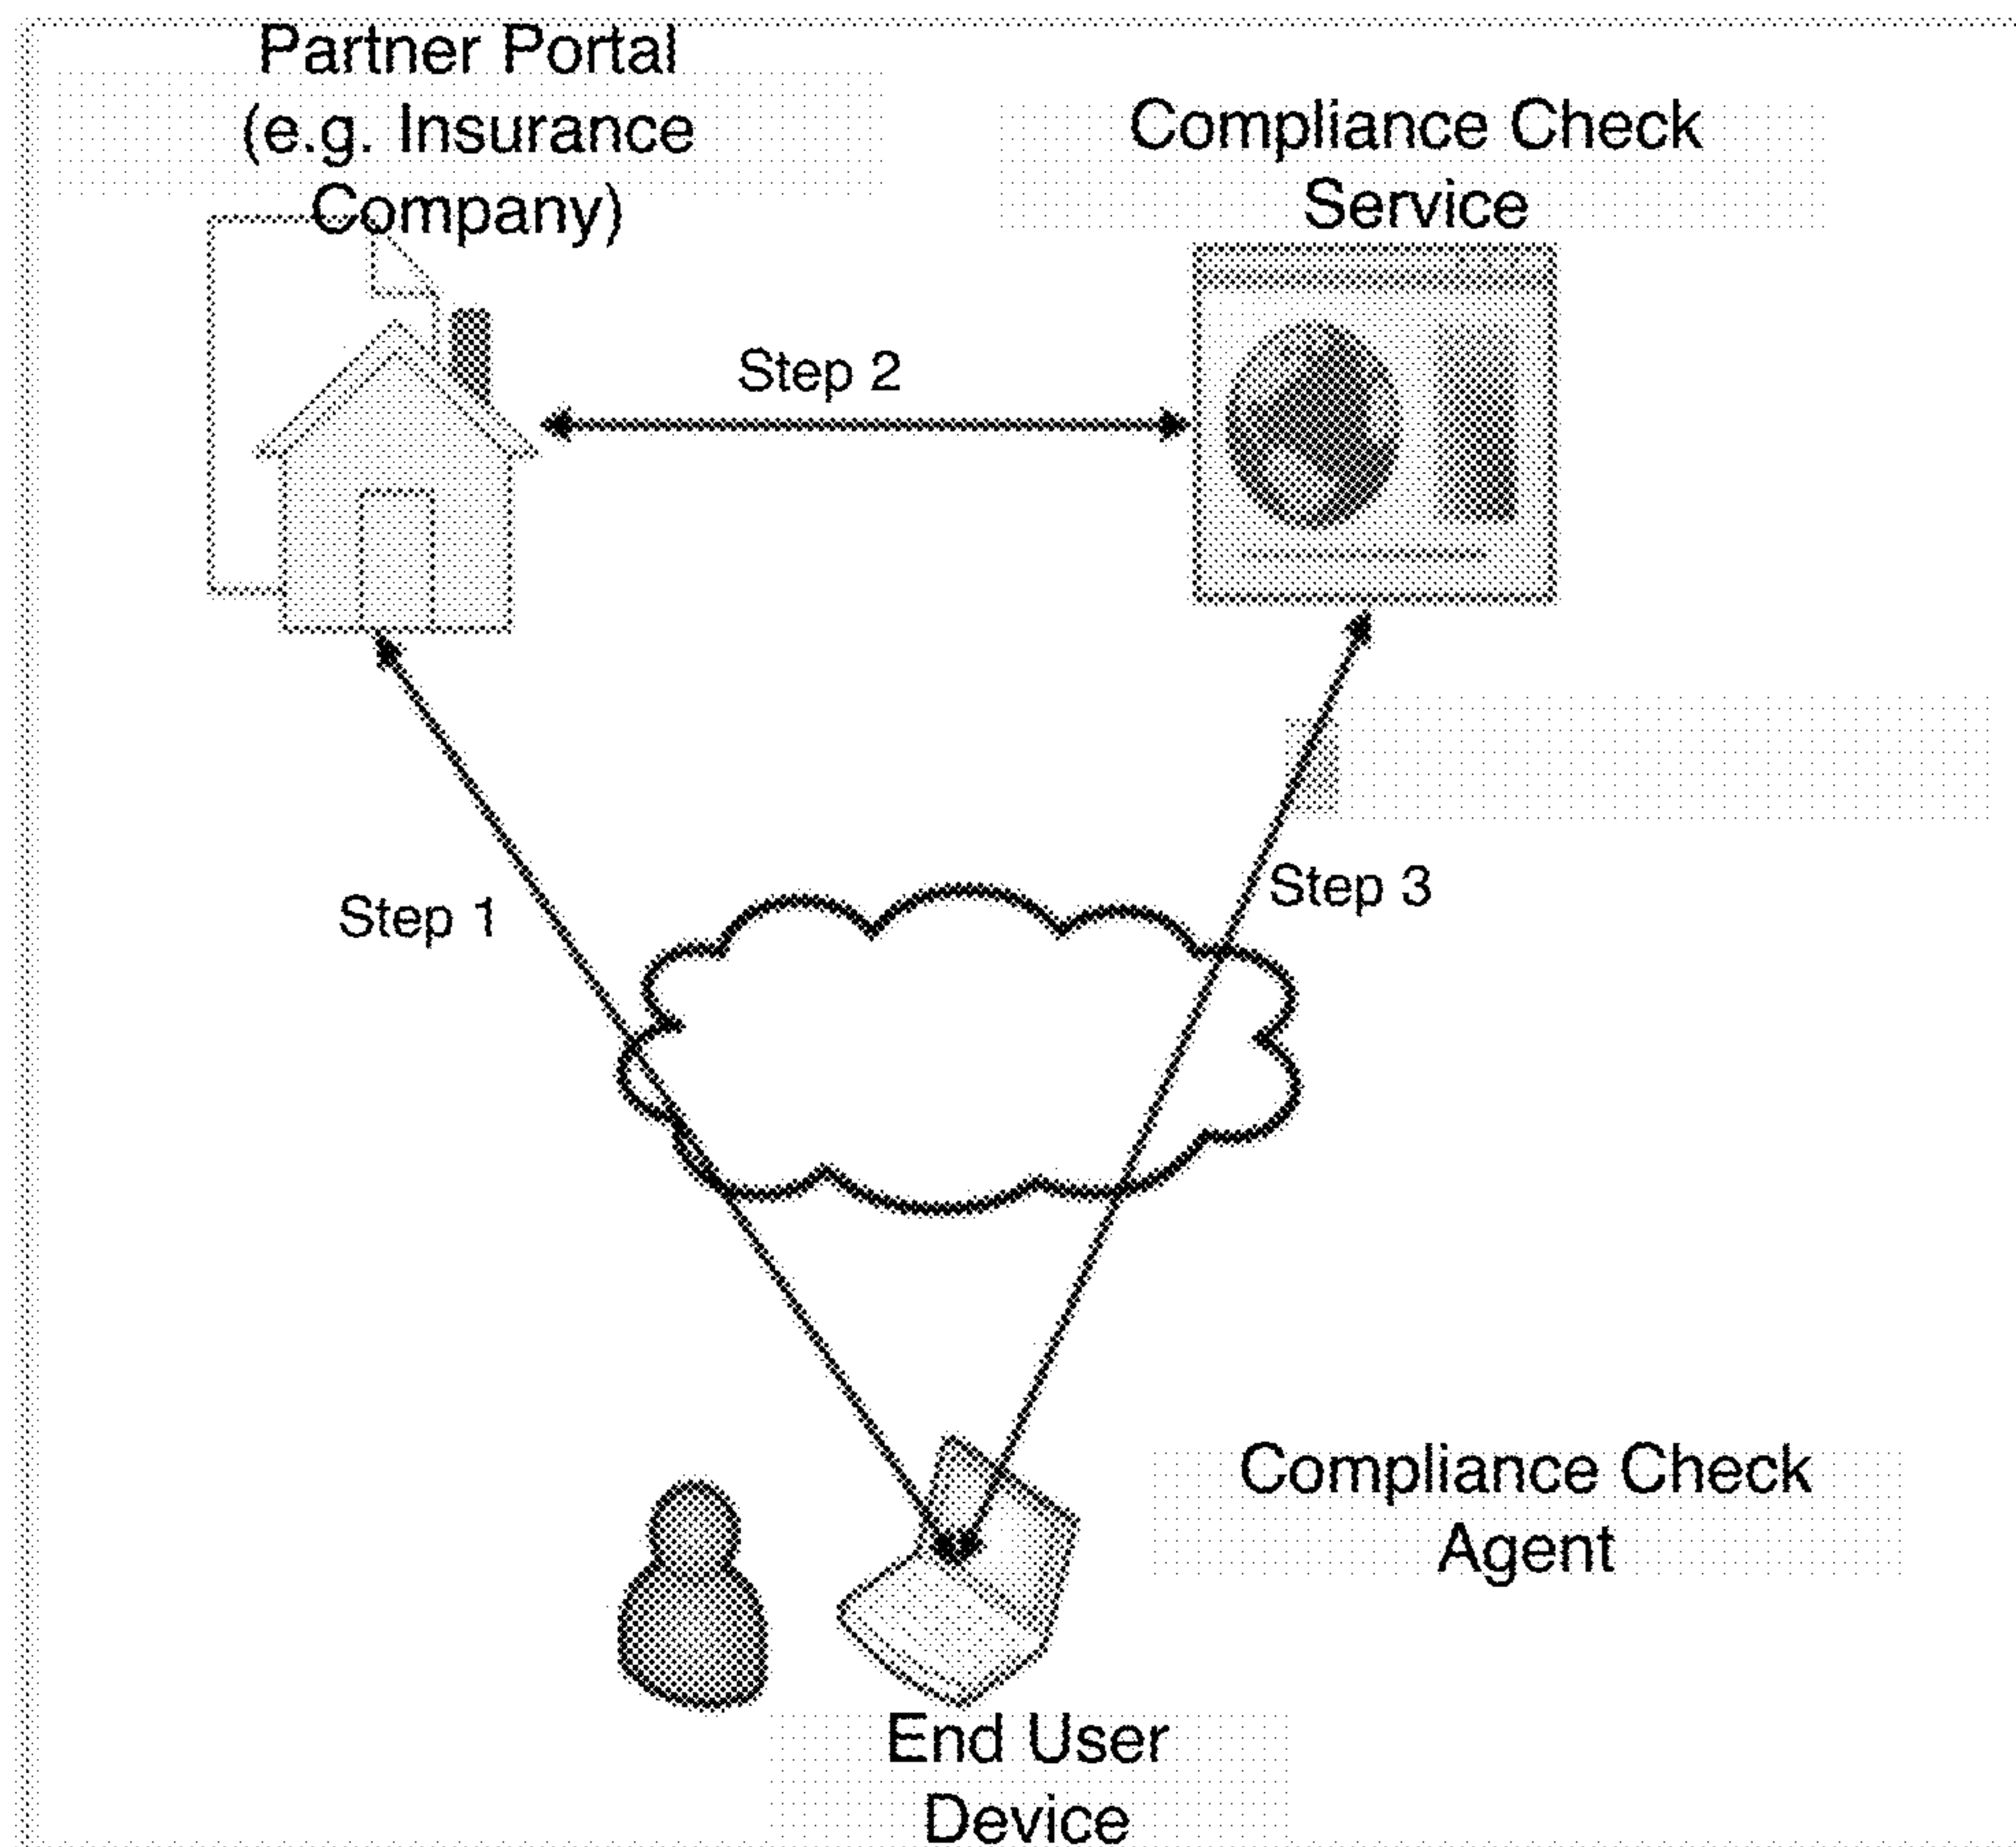 Partner Portal
(e.g. Insurance
Company)
Compliance Check
Service
Step 2
Step 1
Step 3
Compliance Check
Agent
End User
Device